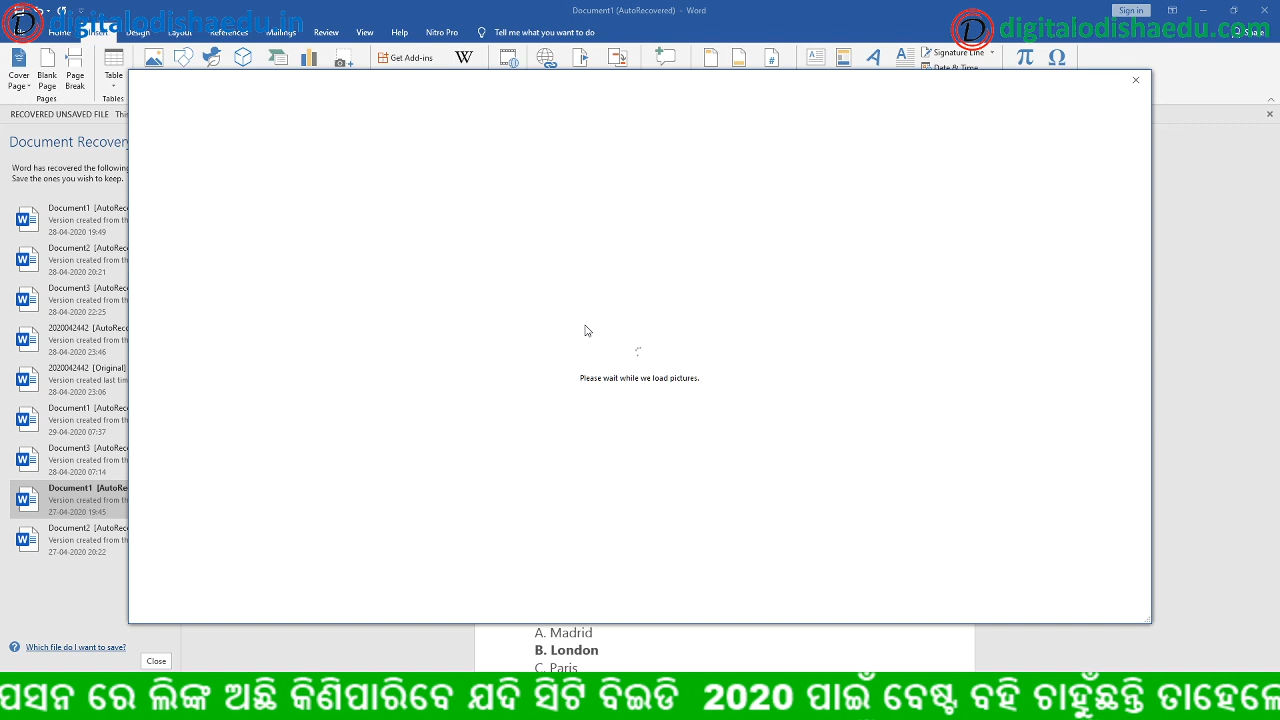 Document1 (AutoRecovered) - Word
Sign in
digitalodishaedu.in
digitalodishaedu.com
Home Insert Design Layout References Mailings Review View Help Nitro Pro Tell me what you want to do
Share
Cover Page
Blank Page
Page Break
Table
Get Add-ins
Signature Line
Date & Time
Pages
Tables
RECOVERED UNSAVED FILE
Document Recovery
Word has recovered the following
Save the ones you wish to keep.
Document1 [AutoReco
Version created from th
28-04-2020 19:49
Document2 [AutoReco
Version created from th
28-04-2020 20:21
Document3 [AutoReco
Version created from th
28-04-2020 22:25
2020042442 [AutoReco
Version created from th
28-04-2020 23:46
2020042442 [Original]
Version created last tim
28-04-2020 23:06
Document1 [AutoReco
Version created from th
29-04-2020 07:37
Document3 [AutoReco
Version created from th
28-04-2020 07:14
Document1 [AutoRe
Version created from th
27-04-2020 19:45
Document2 [AutoReco
Version created from th
27-04-2020 20:22
Please wait while we load pictures.
Which file do I want to save?
Close
A. Madrid
B. London
C. Paris
ପସନ ରେ ଲିଙ୍କ ଅଛି କିଣିପାରିବେ ଯଦି ସିଟି ବିଇଡି 2020 ପାଇଁ ବେଷ୍ଟ ବହି ଚାହୁଁଛନ୍ତି ତାହେଲେ